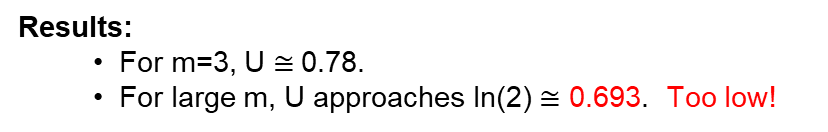 Results:
• For m=3, U ≅ 0.78.
• For large m, U approaches ln(2) ≅ 0.693. Too low!